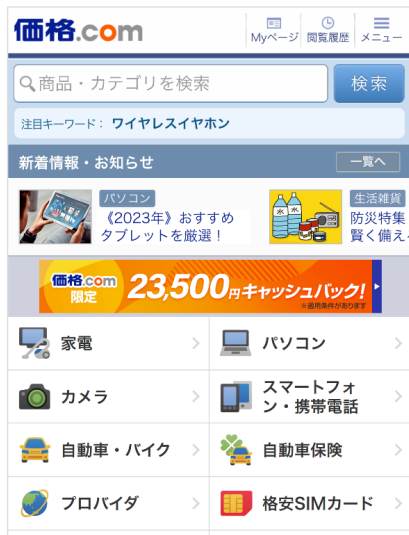 価格.com
Myページ 閲覧履歴 メニュー
商品・カテゴリを検索 検索
注目キーワード： ワイヤレスイヤホン
新着情報・お知らせ 一覧へ
パソコン
《2023年》おすすめ
タブレットを厳選！
水 水
生活雑貨
防災特集
賢く備え
価格.com
限定
23,500円キャッシュバック!
※適用条件があります
家電 パソコン
カメラ スマートフォ
ン・携帯電話
自動車・バイク 自動車保険
プロバイダ 格安SIMカード